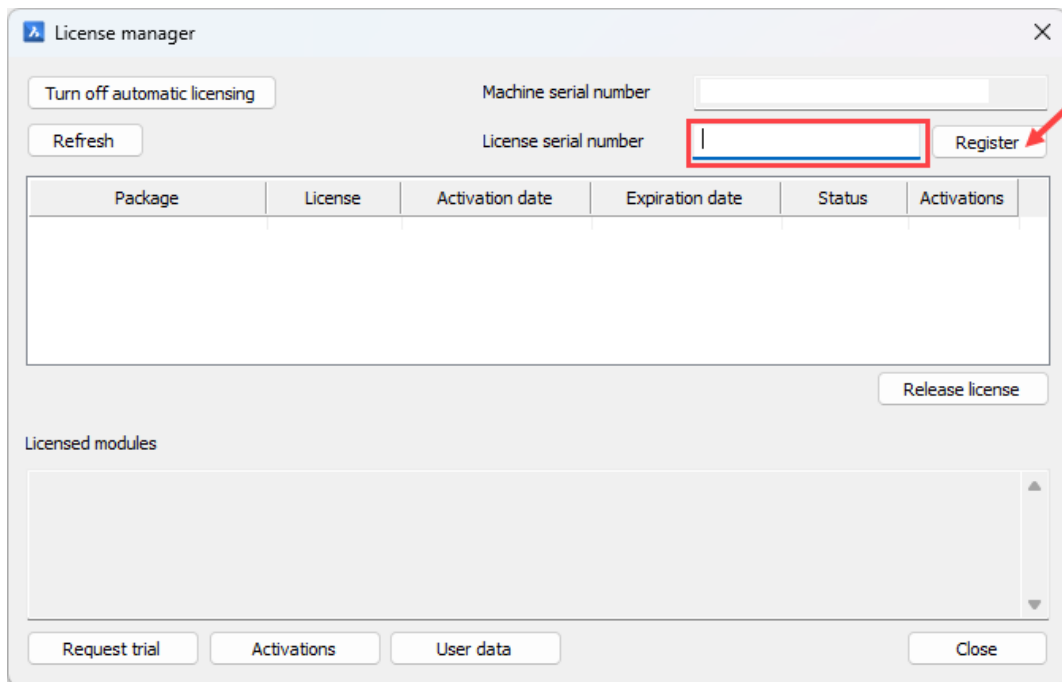 License manager
Turn off automatic licensing
Machine serial number
Refresh
License serial number
Register
Package License Activation date Expiration date Status Activations
Release license
Licensed modules
Request trial Activations User data Close